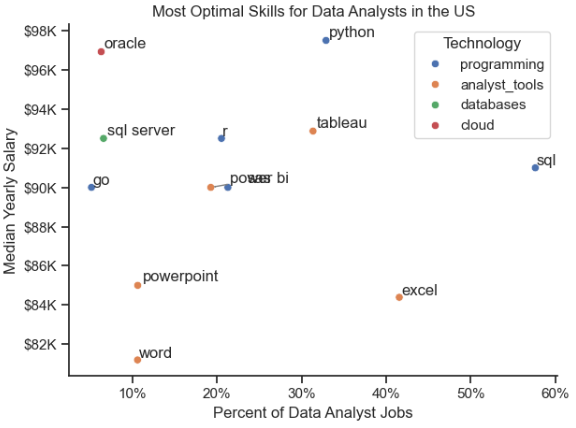 Most Optimal Skills for Data Analysts in the US
$98K
$96K
$94K
$92K
$90K
$88K
$86K
$84K
$82K
Median Yearly Salary
oracle
python
Technology
programming
analyst_tools
databases
cloud
sql server
r
tableau
sql
go
power bi
powerpoint
excel
word
10%
20%
30%
40%
50%
60%
Percent of Data Analyst Jobs